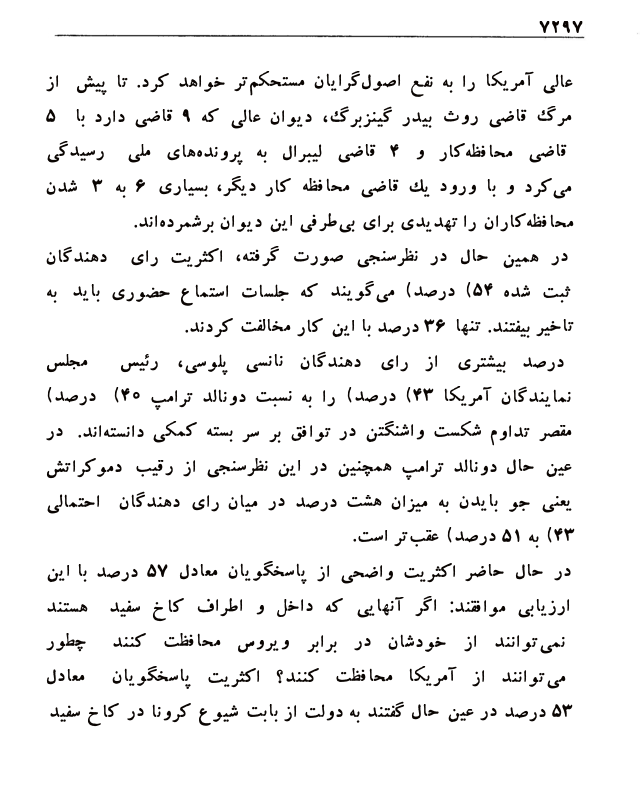 ۷۲۹۷
عالی آمریکا را به نفع اصول‌گرایان مستحکم‌تر خواهد کرد. تا پیش از
مرگ قاضی روث بیدر گینزبرگ، دیوان عالی که ۹ قاضی دارد با ۵
قاضی محافظه‌کار و ۴ قاضی لیبرال به پرونده‌های ملی رسیدگی
می‌کرد و با ورود یك قاضی محافظه کار دیگر، بسیاری ۶ به ۳ شدن
محافظه‌کاران را تهدیدی برای بی‌طرفی این دیوان برشمرده‌اند.
در همین حال در نظرسنجی صورت گرفته، اکثریت رای دهندگان
ثبت شده ۵۴) درصد) می‌گویند که جلسات استماع حضوری باید به
تاخیر بیفتند. تنها ۳۶ درصد با این کار مخالفت کردند.
درصد بیشتری از رای دهندگان نانسی پلوسی، رئیس مجلس
نمایندگان آمریکا ۴۳) درصد) را به نسبت دونالد ترامپ ۴۰) درصد)
مقصر تداوم شکست واشنگتن در توافق بر سر بسته کمکی دانسته‌اند. در
عین حال دونالد ترامپ همچنین در این نظرسنجی از رقیب دموکراتش
یعنی جو بایدن به میزان هشت درصد در میان رای دهندگان احتمالی
۴۳) به ۵۱ درصد) عقب‌تر است.
در حال حاضر اکثریت واضحی از پاسخگویان معادل ۵۷ درصد با این
ارزیابی موافقند: اگر آنهایی که داخل و اطراف کاخ سفید هستند
نمی‌توانند از خودشان در برابر ویروس محافظت کنند چطور
می‌توانند از آمریکا محافظت کنند؟ اکثریت پاسخگویان معادل
۵۳ درصد در عین حال گفتند به دولت از بابت شیوع کرونا در کاخ سفید